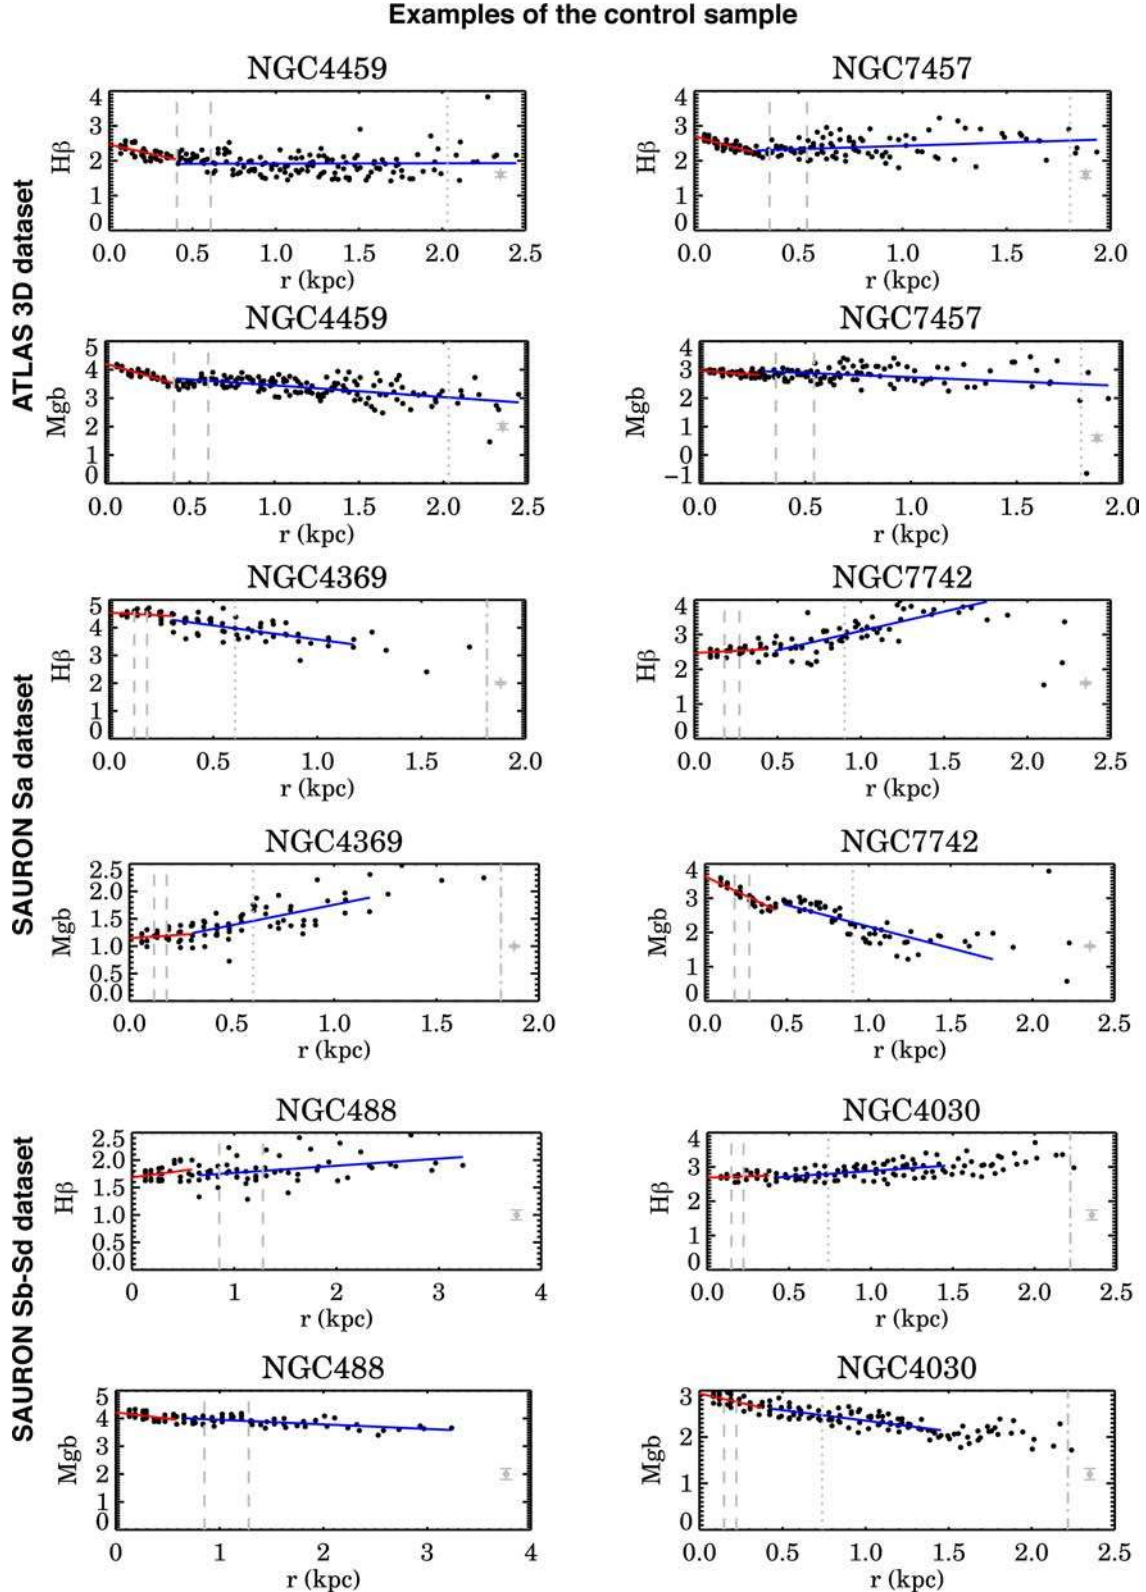 Examples of the control sample
ATLAS 3D dataset
NGC4459
Hβ
4
3
2
1
0
0.0 0.5 1.0 1.5 2.0 2.5
r (kpc)
NGC7457
Hβ
4
3
2
1
0
0.0 0.5 1.0 1.5 2.0
r (kpc)
NGC4459
Mgb
5
4
3
2
1
0
0.0 0.5 1.0 1.5 2.0 2.5
r (kpc)
NGC7457
Mgb
4
3
2
1
0
−1
0.0 0.5 1.0 1.5 2.0
r (kpc)
SAURON Sa dataset
NGC4369
Hβ
5
4
3
2
1
0
0.0 0.5 1.0 1.5 2.0
r (kpc)
NGC7742
Hβ
4
3
2
1
0
0.0 0.5 1.0 1.5 2.0 2.5
r (kpc)
NGC4369
Mgb
2.5
2.0
1.5
1.0
0.5
0.0
0.0 0.5 1.0 1.5 2.0
r (kpc)
NGC7742
Mgb
4
3
2
1
0
0.0 0.5 1.0 1.5 2.0 2.5
r (kpc)
SAURON Sb-Sd dataset
NGC488
Hβ
2.5
2.0
1.5
1.0
0.5
0.0
0 1 2 3 4
r (kpc)
NGC4030
Hβ
4
3
2
1
0
0.0 0.5 1.0 1.5 2.0 2.5
r (kpc)
NGC488
Mgb
5
4
3
2
1
0
0 1 2 3 4
r (kpc)
NGC4030
Mgb
3
2
1
0
0.0 0.5 1.0 1.5 2.0 2.5
r (kpc)